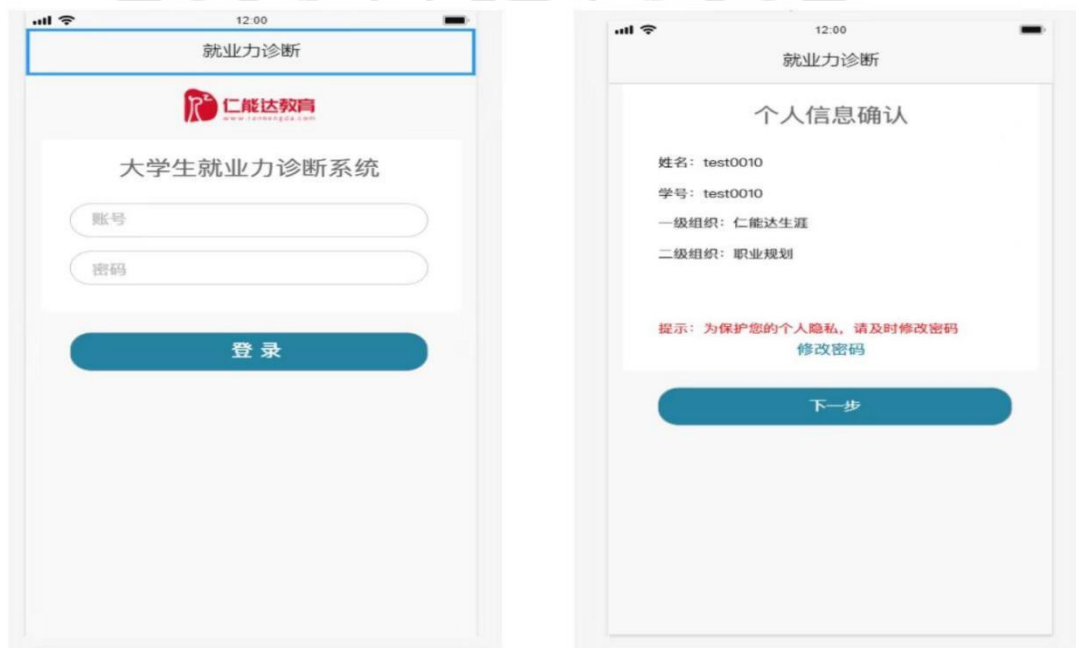 12:00
就业力诊断
仁能达教育
www.rennengda.com
大学生就业力诊断系统
账号
密码
登录
12:00
就业力诊断
个人信息确认
姓名：test0010
学号：test0010
一级组织：仁能达生涯
二级组织：职业规划
提示：为保护您的个人隐私，请及时修改密码
修改密码
下一步